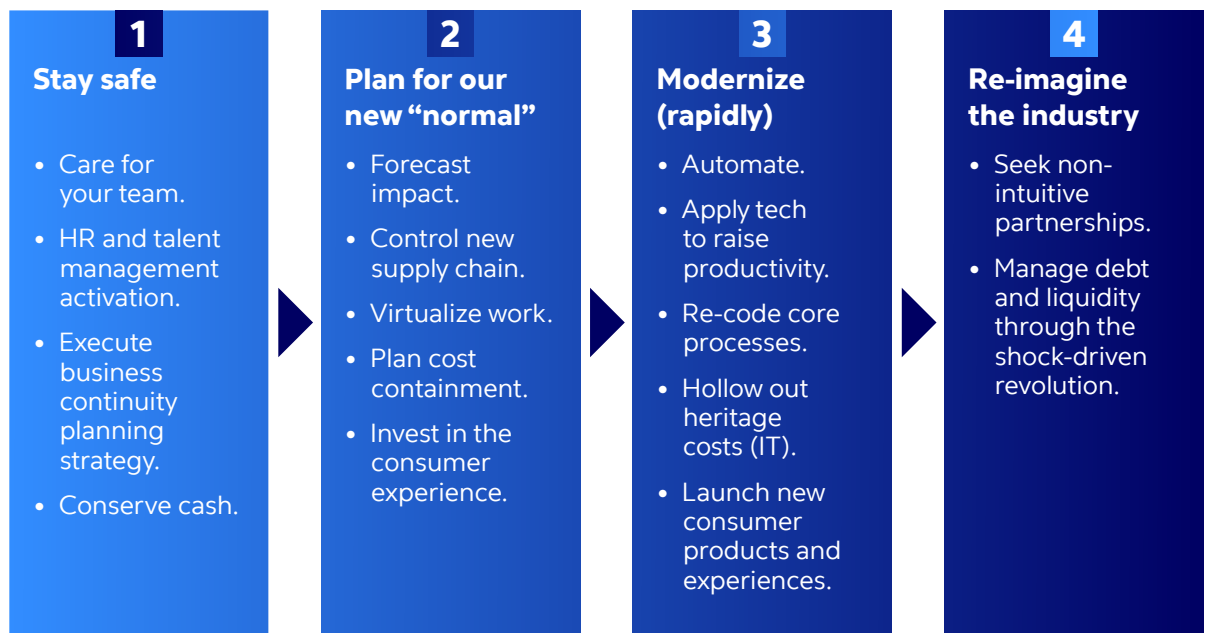 1
Stay safe
• Care for
your team.
• HR and talent
management
activation.
• Execute
business
continuity
planning
strategy.
• Conserve cash.
2
Plan for our
new “normal”
• Forecast
impact.
• Control new
supply chain.
• Virtualize work.
• Plan cost
containment.
• Invest in the
consumer
experience.
3
Modernize
(rapidly)
• Automate.
• Apply tech
to raise
productivity.
• Re-code core
processes.
• Hollow out
heritage
costs (IT).
• Launch new
consumer
products and
experiences.
4
Re-imagine
the industry
• Seek non-
intuitive
partnerships.
• Manage debt
and liquidity
through the
shock-driven
revolution.